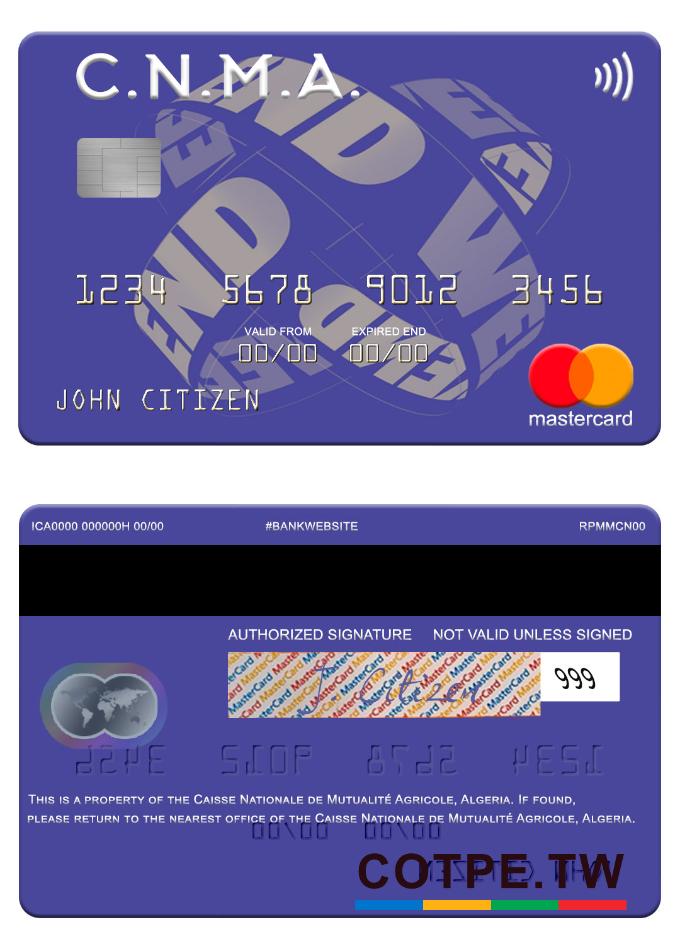 C.N.M.A.
1234 5678 9012 3456
VALID FROM EXPIRED END
00/00 00/00
JOHN CITIZEN
mastercard
ICA0000 000000H 00/00 #BANKWEBSITE RPMMCN00
AUTHORIZED SIGNATURE NOT VALID UNLESS SIGNED
J Citizen
999
THIS IS A PROPERTY OF THE CAISSE NATIONALE DE MUTUALITÉ AGRICOLE, ALGERIA. IF FOUND,
PLEASE RETURN TO THE NEAREST OFFICE OF THE CAISSE NATIONALE DE MUTUALITÉ AGRICOLE, ALGERIA.
COTPE.TW